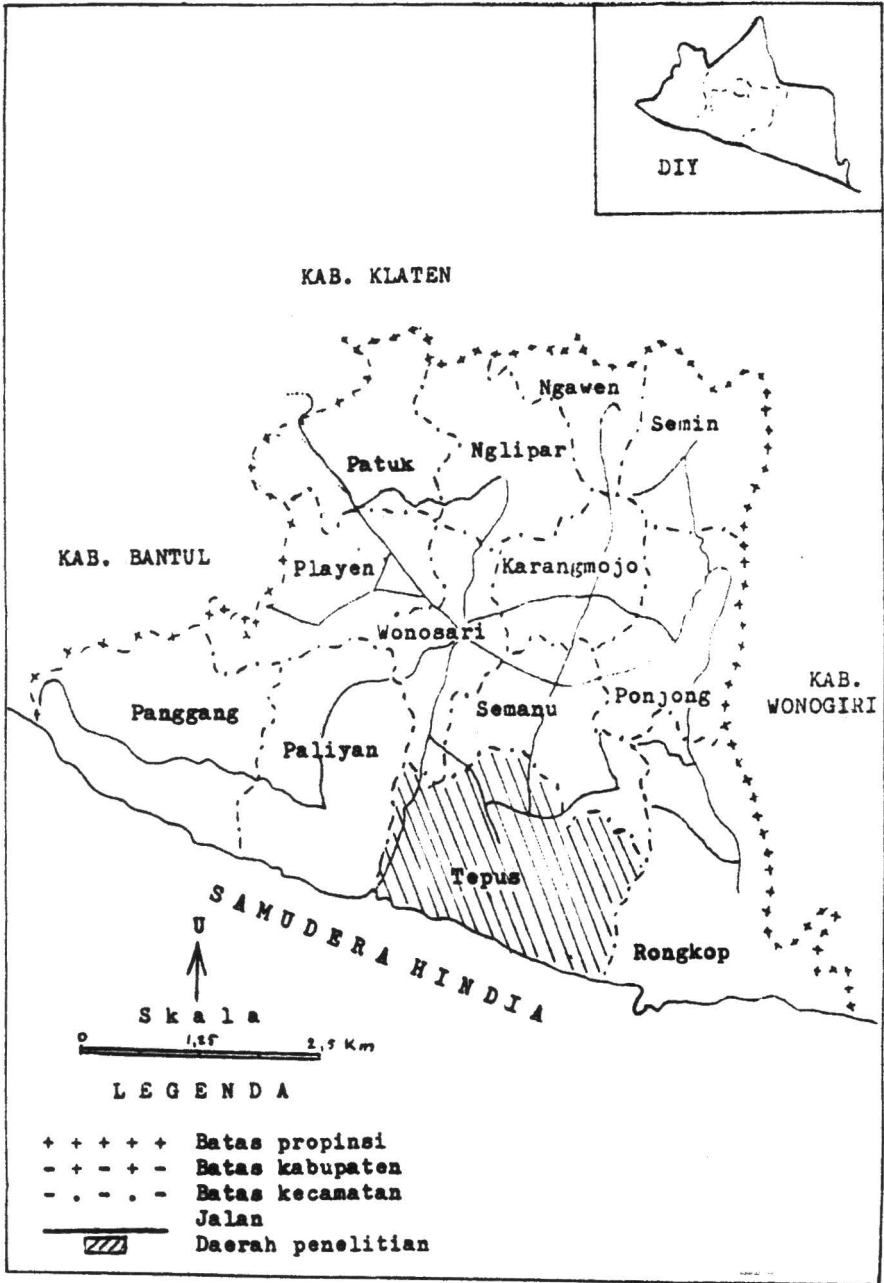 DIY
KAB. KLATEN
Ngawen
Semin
Nglipar
Patuk
KAB. BANTUL
Playen
Karangmojo
Wonosari
KAB.
WONOGIRI
Ponjong
Semanu
Panggang
Paliyan
Tepus
Rongkop
SAMUDERA HINDIA
U
Skala
0 1,25 2,5 Km
LEGENDA
+ + + + + Batas propinsi
- + - + - Batas kabupaten
- . - . - Batas kecamatan
Jalan
Daerah penelitian